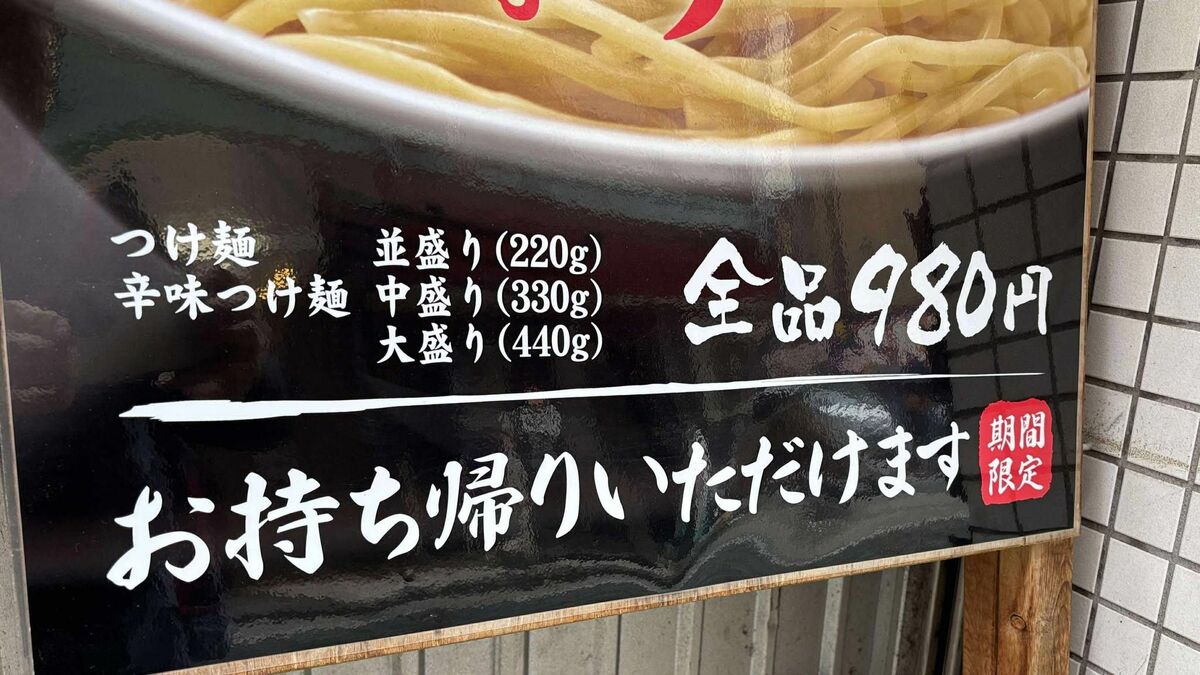 つけ麺 並盛り(220g)
辛味つけ麺 中盛り(330g)
大盛り(440g)
全品980円
お持ち帰りいただけます
期間
限定